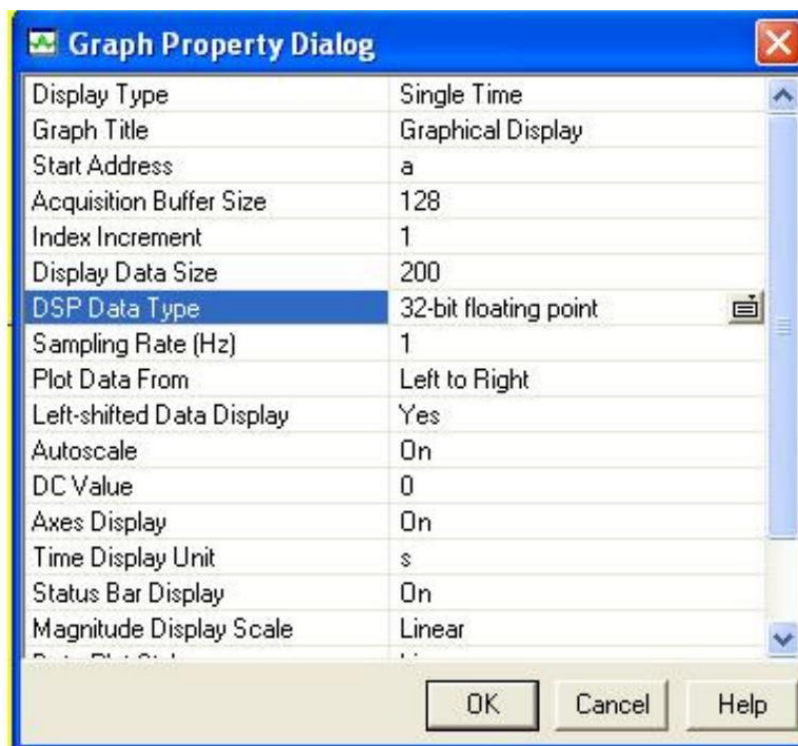 Graph Property Dialog
Display Type Single Time
Graph Title Graphical Display
Start Address a
Acquisition Buffer Size 128
Index Increment 1
Display Data Size 200
DSP Data Type 32-bit floating point
Sampling Rate (Hz) 1
Plot Data From Left to Right
Left-shifted Data Display Yes
Autoscale On
DC Value 0
Axes Display On
Time Display Unit s
Status Bar Display On
Magnitude Display Scale Linear
OK Cancel Help